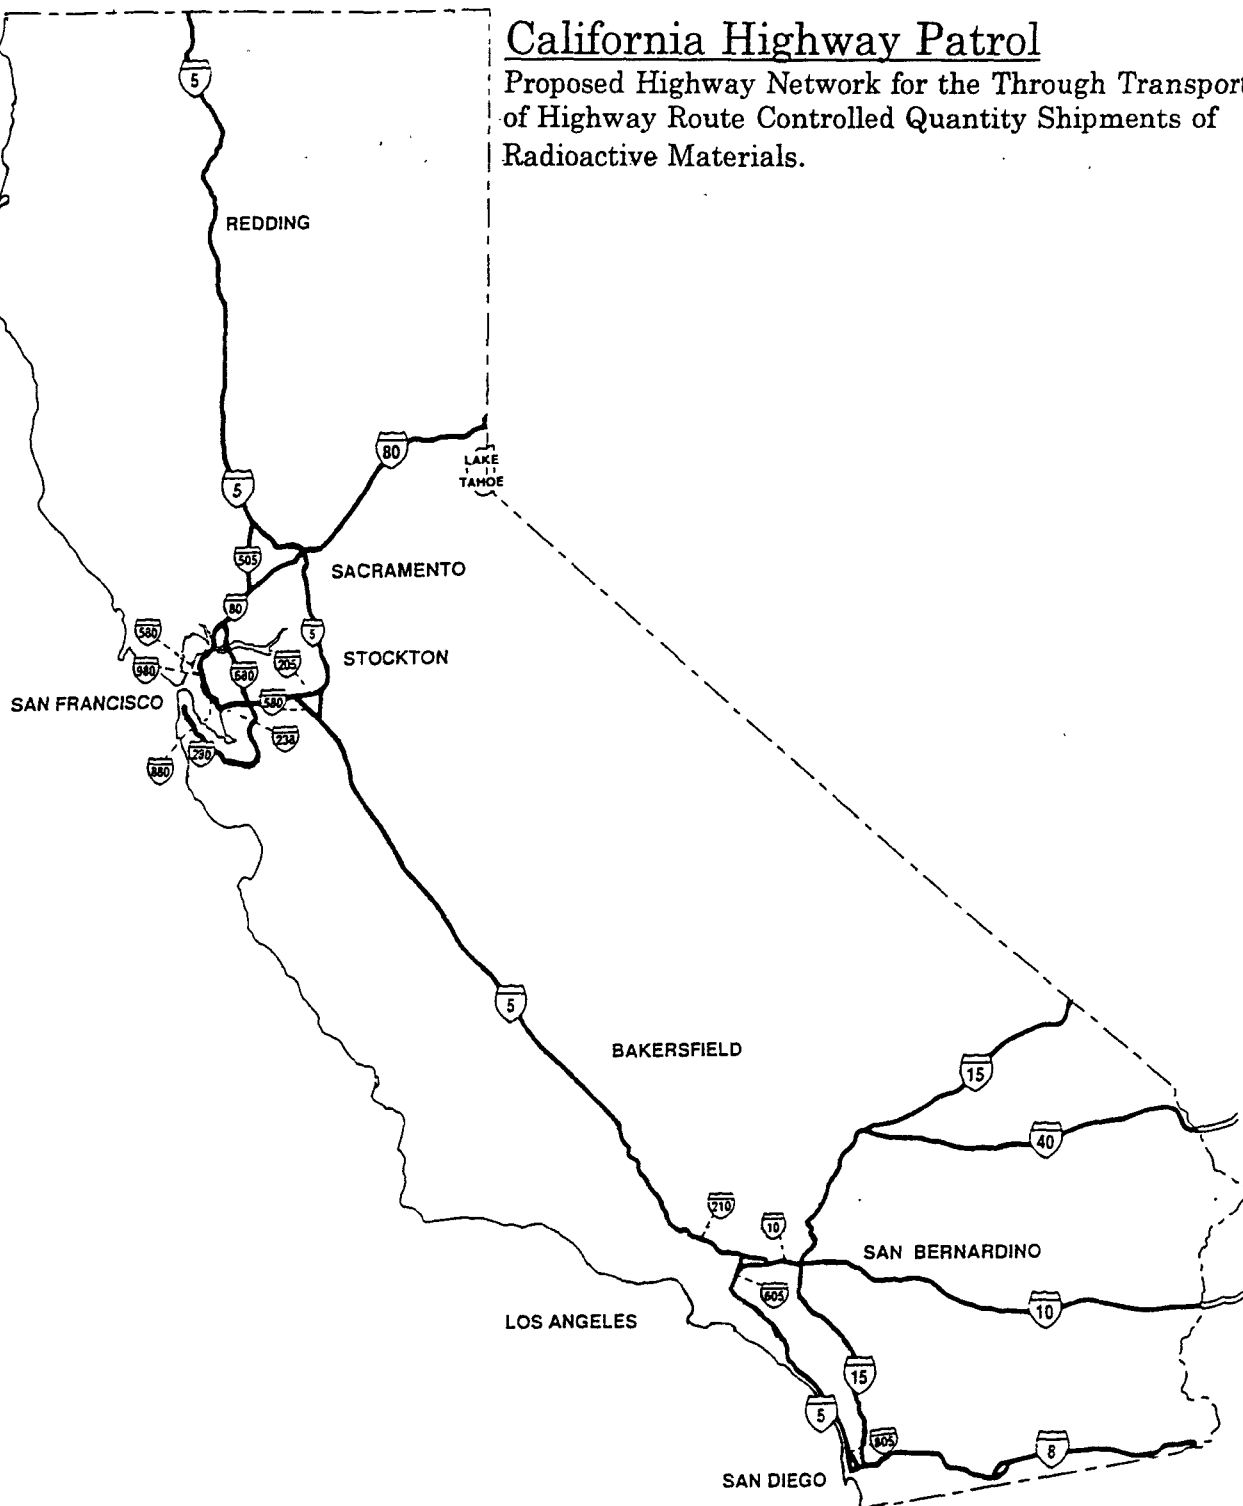 California Highway Patrol
Proposed Highway Network for the Through Transport
of Highway Route Controlled Quantity Shipments of
Radioactive Materials.
5
REDDING
80
LAKE
TAHOE
5
505
SACRAMENTO
80
580
5
STOCKTON
205
980
680
SAN FRANCISCO
580
238
280
880
5
BAKERSFIELD
15
40
210
10
SAN BERNARDINO
605
10
LOS ANGELES
15
5
805
8
SAN DIEGO